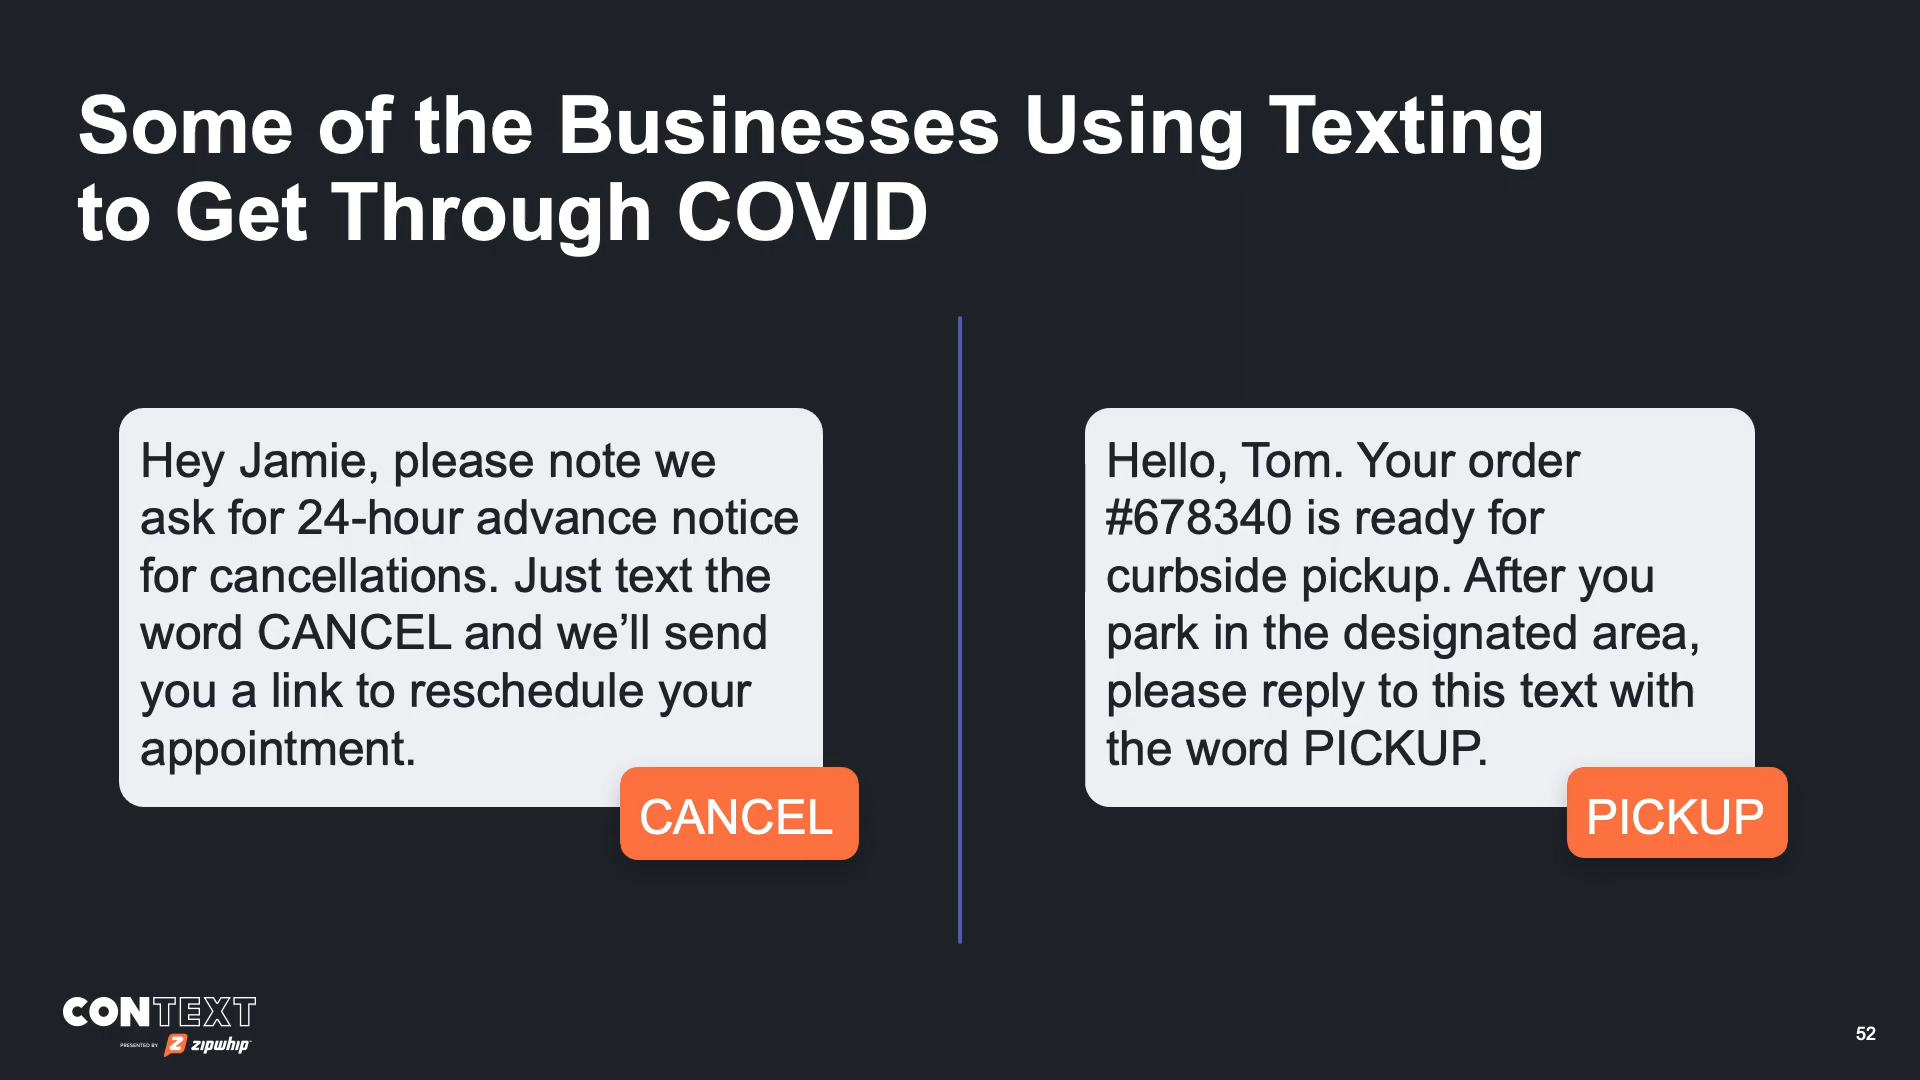 Some of the Businesses Using Texting
to Get Through COVID
Hey Jamie, please note we
ask for 24-hour advance notice
for cancellations. Just text the
word CANCEL and we’ll send
you a link to reschedule your
appointment.
CANCEL
Hello, Tom. Your order
#678340 is ready for
curbside pickup. After you
park in the designated area,
please reply to this text with
the word PICKUP.
PICKUP
CONTEXT
PRESENTED BY zipwhip
52